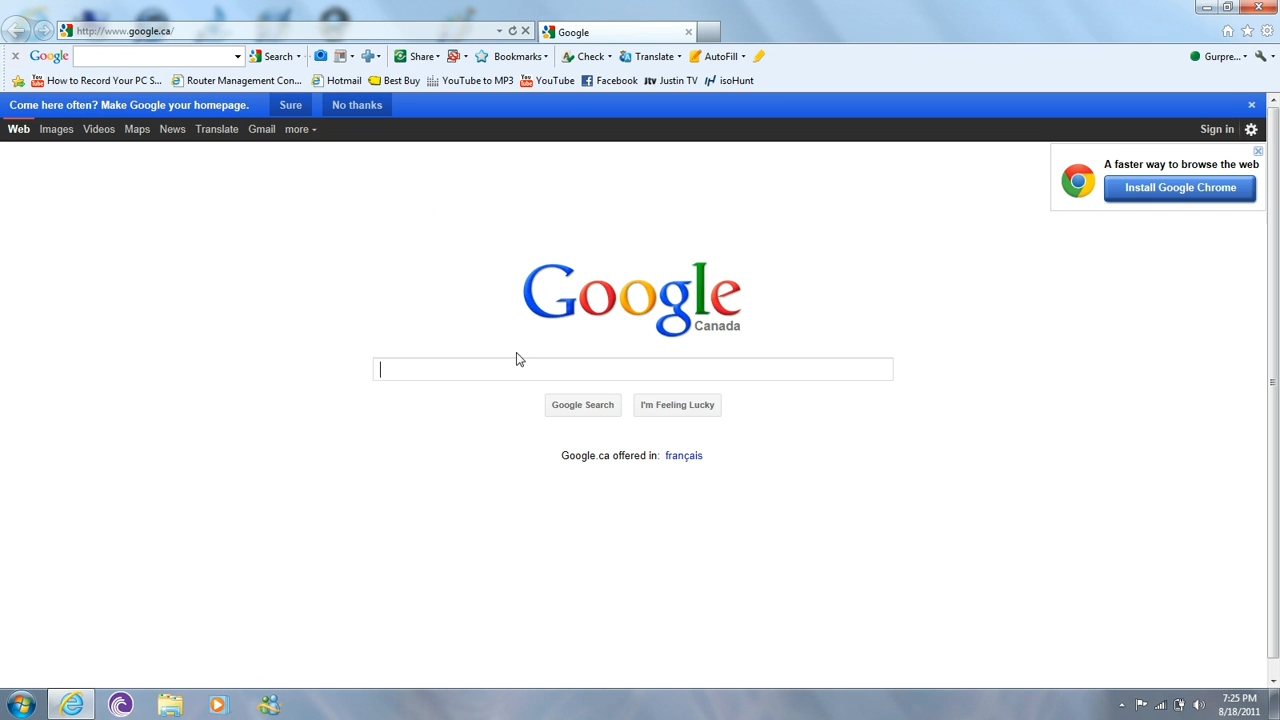 http://www.google.ca/
Google
Google Search Share Bookmarks Check Translate AutoFill Gurpre...
How to Record Your PC S... Router Management Con... Hotmail Best Buy YouTube to MP3 YouTube Facebook Justin TV isoHunt
Come here often? Make Google your homepage. Sure No thanks
Web Images Videos Maps News Translate Gmail more Sign in
A faster way to browse the web
Install Google Chrome
Google
Canada
Google Search I'm Feeling Lucky
Google.ca offered in: français
7:25 PM
8/18/2011